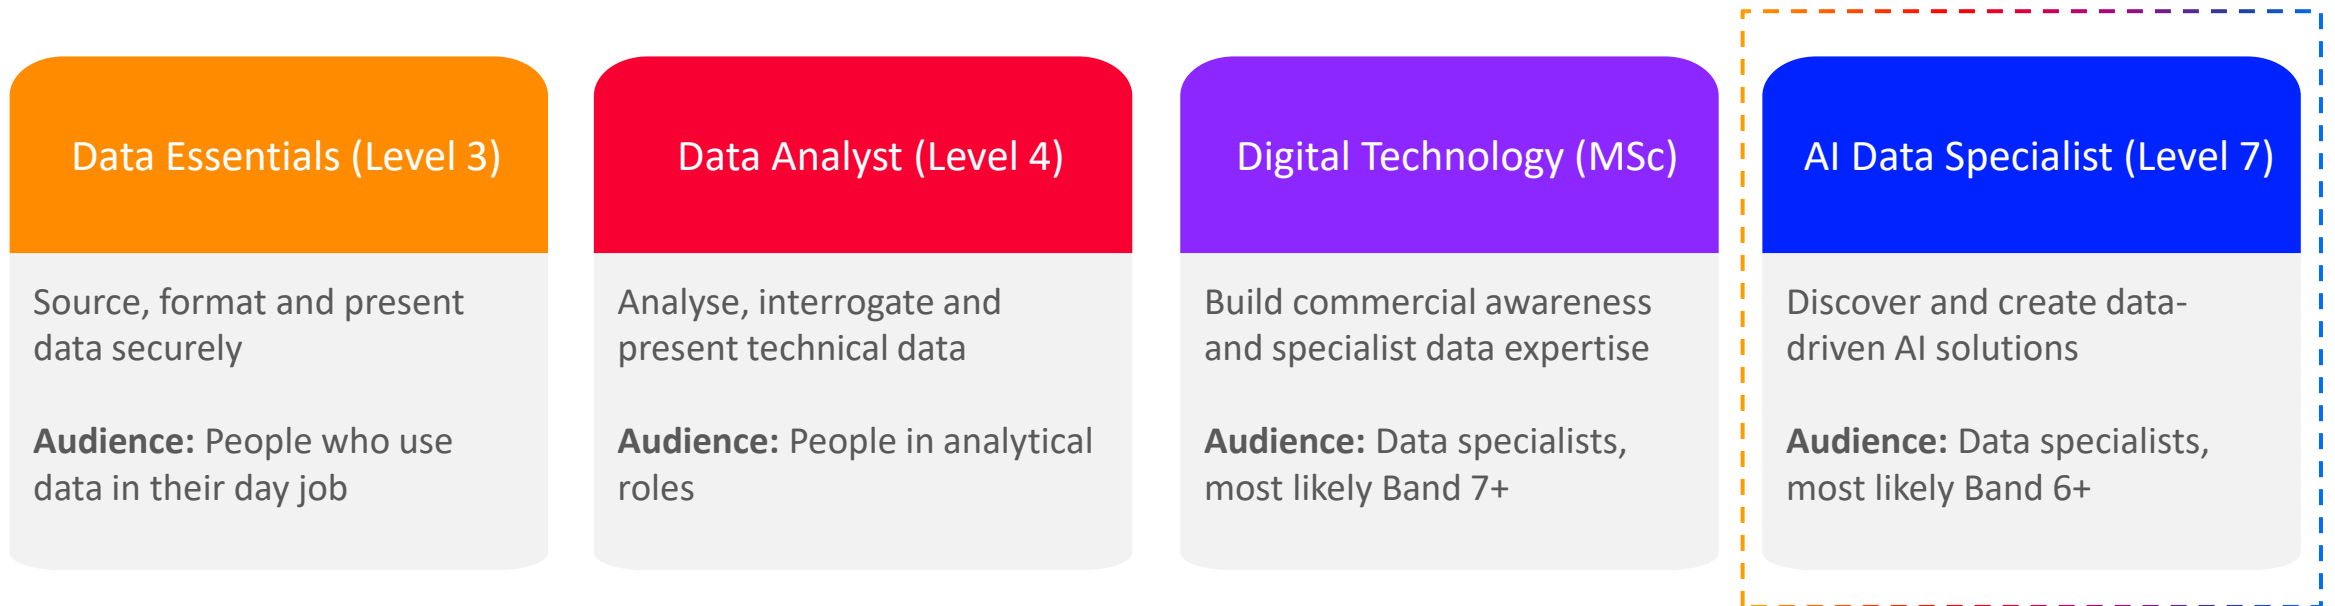 Data Essentials (Level 3)
Source, format and present
data securely
Audience: People who use
data in their day job
Data Analyst (Level 4)
Analyse, interrogate and
present technical data
Audience: People in analytical
roles
Digital Technology (MSc)
Build commercial awareness
and specialist data expertise
Audience: Data specialists,
most likely Band 7+
AI Data Specialist (Level 7)
Discover and create data-
driven AI solutions
Audience: Data specialists,
most likely Band 6+